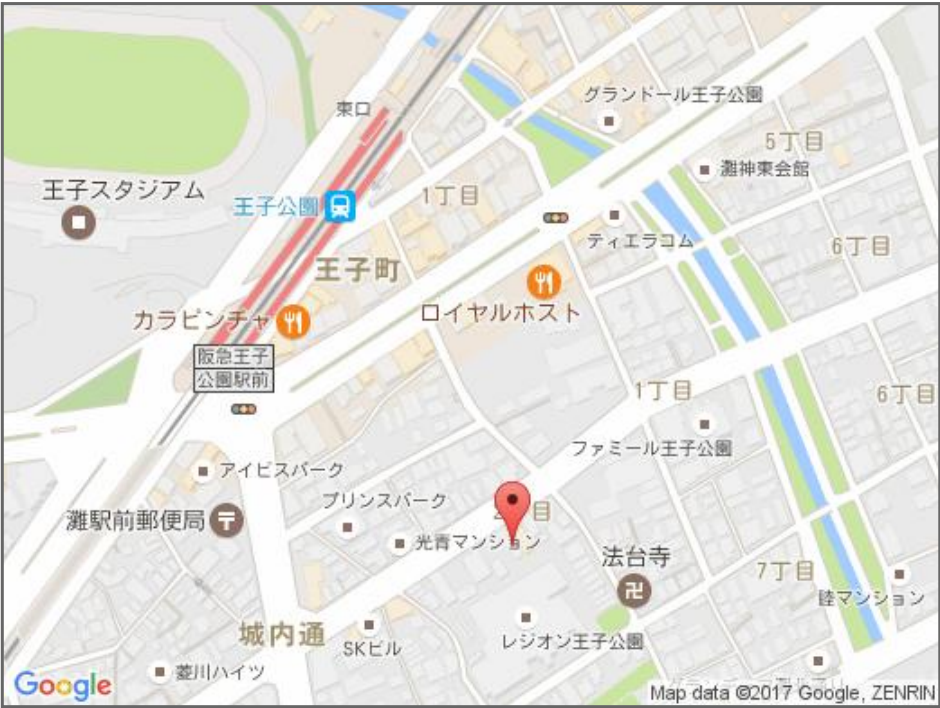 東口
グランドール王子公園
5丁目
灘神東会館
王子スタジアム
王子公園
1丁目
ティエラコム
6丁目
王子町
カラピンチャ
ロイヤルホスト
阪急王子
公園駅前
1丁目
6丁目
ファミール王子公園
アイビスパーク
プリンスパーク
灘駅前郵便局
光青マンション
法台寺
7丁目
睦マンション
城内通
SKビル
レジオン王子公園
菱川ハイツ
Google
Map data ©2017 Google, ZENRIN